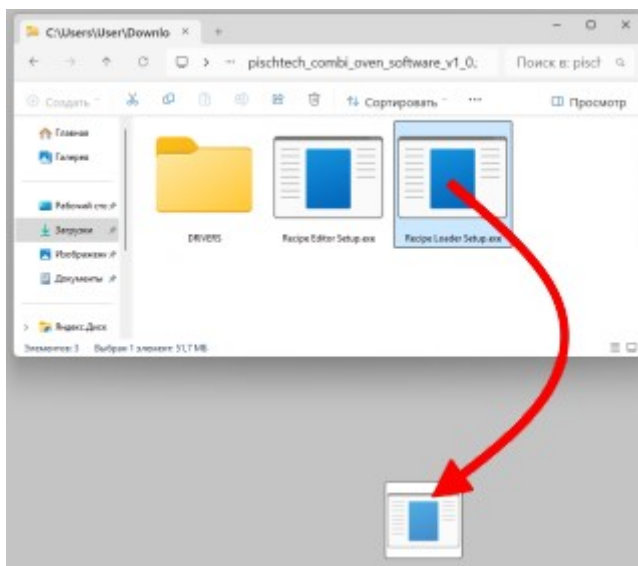 C:\Users\User\Downlo
pischtech_combi_oven_software_v1_0.
Поиск в: pisch
Создать
Сортировать
Просмотр
Главная
Галерея
Рабочий сто
Загрузки
Изображени
Документы
Яндекс.Диск
DRIVERS
Recipe Editor Setup.exe
Recipe Loader Setup.exe
Элементов: 3 Выбран 1 элемент: 51,7 МБ